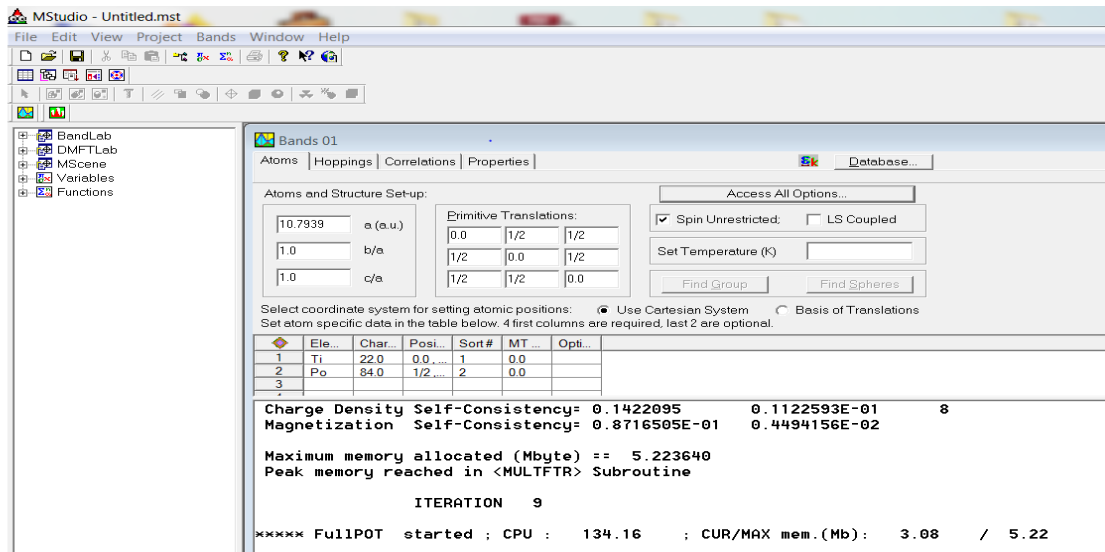 MStudio - Untitled.mst
File Edit View Project Bands Window Help
BandLab
DMFTLab
MScene
Variables
Functions
Bands 01
Atoms Hoppings Correlations Properties Σk Database...
Atoms and Structure Set-up: Access All Options...
10.7939 a (a.u.)
1.0 b/a
1.0 c/a
Primitive Translations:
0.0 1/2 1/2
1/2 0.0 1/2
1/2 1/2 0.0
Spin Unrestricted; LS Coupled
Set Temperature (K)
Find Group Find Spheres
Select coordinate system for setting atomic positions: Use Cartesian System Basis of Translations
Set atom specific data in the table below. 4 first columns are required, last 2 are optional.
Ele... Char... Posi... Sort # MT ... Opti...
1 Ti 22.0 0.0 , ... 1 0.0
2 Po 84.0 1/2 ,... 2 0.0
3
Charge Density Self-Consistency= 0.1422095 0.1122593E-01 8
Magnetization Self-Consistency= 0.8716505E-01 0.4494156E-02
Maximum memory allocated (Mbyte) == 5.223640
Peak memory reached in <MULTFTR> Subroutine
ITERATION 9
***** FullPOT started ; CPU : 134.16 ; CUR/MAX mem.(Mb): 3.08 / 5.22